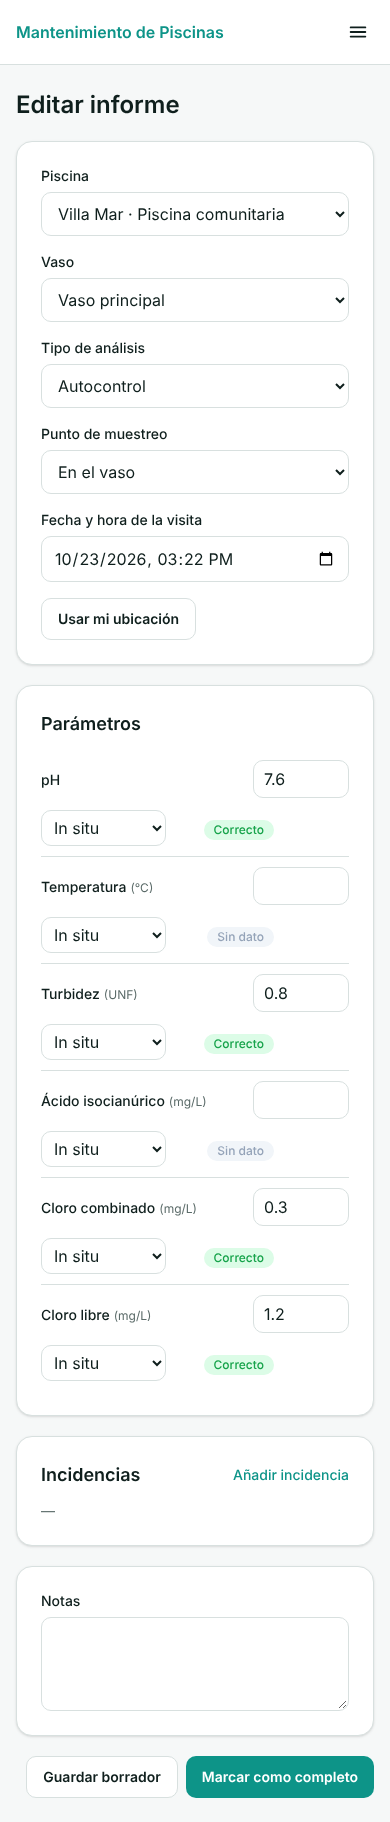 Mantenimiento de Piscinas
Editar informe
Piscina
Villa Mar · Piscina comunitaria
Vaso
Vaso principal
Tipo de análisis
Autocontrol
Punto de muestreo
En el vaso
Fecha y hora de la visita
10/23/2026, 03:22 PM
Usar mi ubicación
Parámetros
pH 7.6
In situ Correcto
Temperatura (°C)
In situ Sin dato
Turbidez (UNF) 0.8
In situ Correcto
Ácido isocianúrico (mg/L)
In situ Sin dato
Cloro combinado (mg/L) 0.3
In situ Correcto
Cloro libre (mg/L) 1.2
In situ Correcto
Incidencias Añadir incidencia
—
Notas
Guardar borrador Marcar como completo